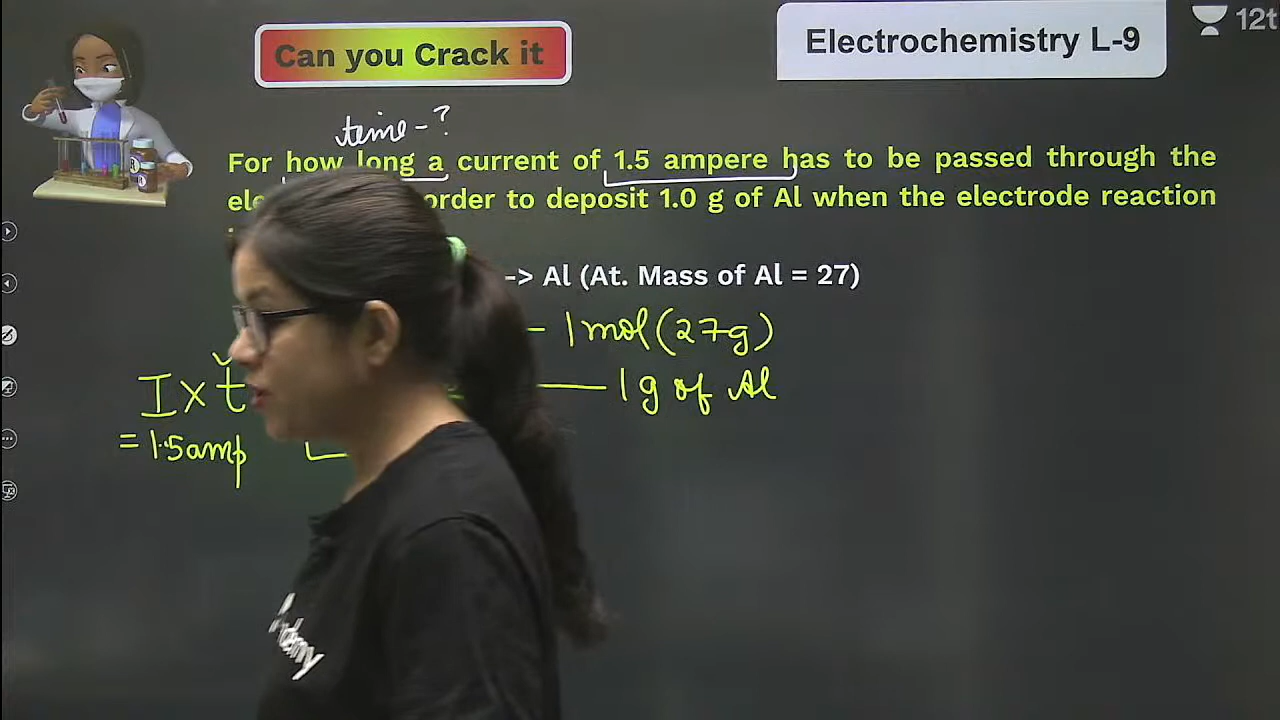 12t
Can you Crack it
Electrochemistry L-9
time - ?
For how long a current of 1.5 ampere has to be passed through the
order to deposit 1.0 g of Al when the electrode reaction
-> Al (At. Mass of Al = 27)
- 1 mol (27g)
I × t — 1g of Al
= 1.5amp